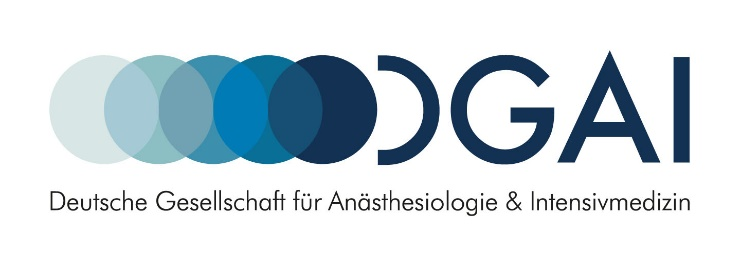 DGAI
Deutsche Gesellschaft für Anästhesiologie & Intensivmedizin